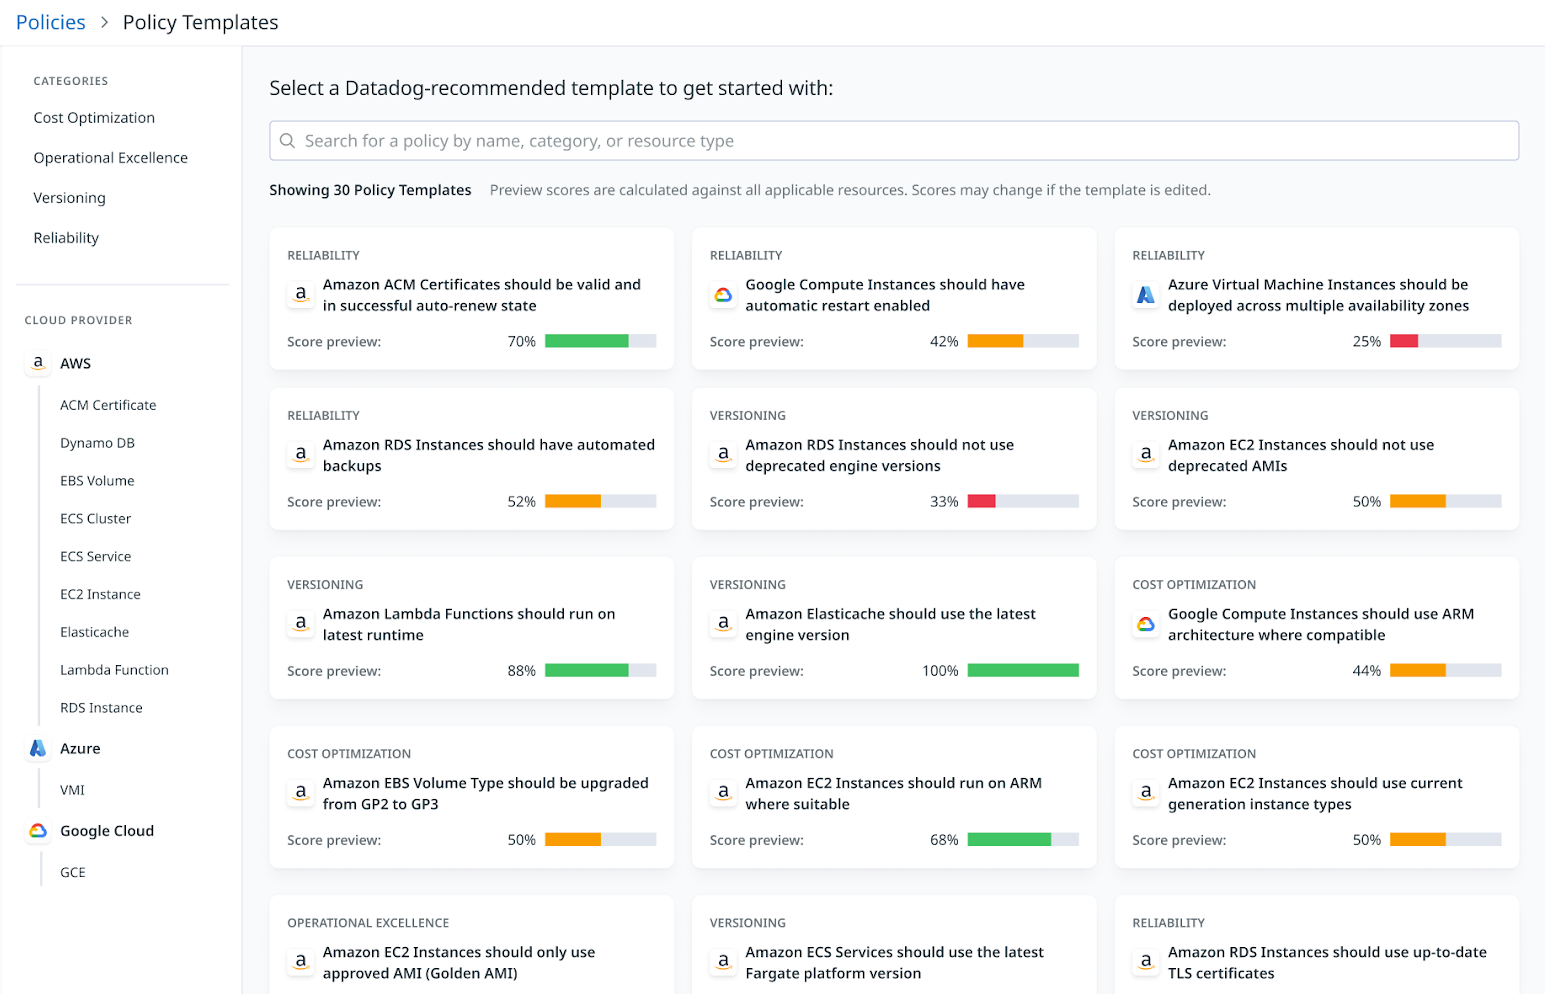 Policies > Policy Templates
CATEGORIES
Cost Optimization
Operational Excellence
Versioning
Reliability
CLOUD PROVIDER
AWS
ACM Certificate
Dynamo DB
EBS Volume
ECS Cluster
ECS Service
EC2 Instance
Elasticache
Lambda Function
RDS Instance
Azure
VMI
Google Cloud
GCE
Select a Datadog-recommended template to get started with:
Search for a policy by name, category, or resource type
Showing 30 Policy Templates Preview scores are calculated against all applicable resources. Scores may change if the template is edited.
RELIABILITY
Amazon ACM Certificates should be valid and
in successful auto-renew state
Score preview: 70%
RELIABILITY
Google Compute Instances should have
automatic restart enabled
Score preview: 42%
RELIABILITY
Azure Virtual Machine Instances should be
deployed across multiple availability zones
Score preview: 25%
RELIABILITY
Amazon RDS Instances should have automated
backups
Score preview: 52%
VERSIONING
Amazon RDS Instances should not use
deprecated engine versions
Score preview: 33%
VERSIONING
Amazon EC2 Instances should not use
deprecated AMIs
Score preview: 50%
VERSIONING
Amazon Lambda Functions should run on
latest runtime
Score preview: 88%
VERSIONING
Amazon Elasticache should use the latest
engine version
Score preview: 100%
COST OPTIMIZATION
Google Compute Instances should use ARM
architecture where compatible
Score preview: 44%
COST OPTIMIZATION
Amazon EBS Volume Type should be upgraded
from GP2 to GP3
Score preview: 50%
COST OPTIMIZATION
Amazon EC2 Instances should run on ARM
where suitable
Score preview: 68%
COST OPTIMIZATION
Amazon EC2 Instances should use current
generation instance types
Score preview: 50%
OPERATIONAL EXCELLENCE
Amazon EC2 Instances should only use
approved AMI (Golden AMI)
VERSIONING
Amazon ECS Services should use the latest
Fargate platform version
RELIABILITY
Amazon RDS Instances should use up-to-date
TLS certificates